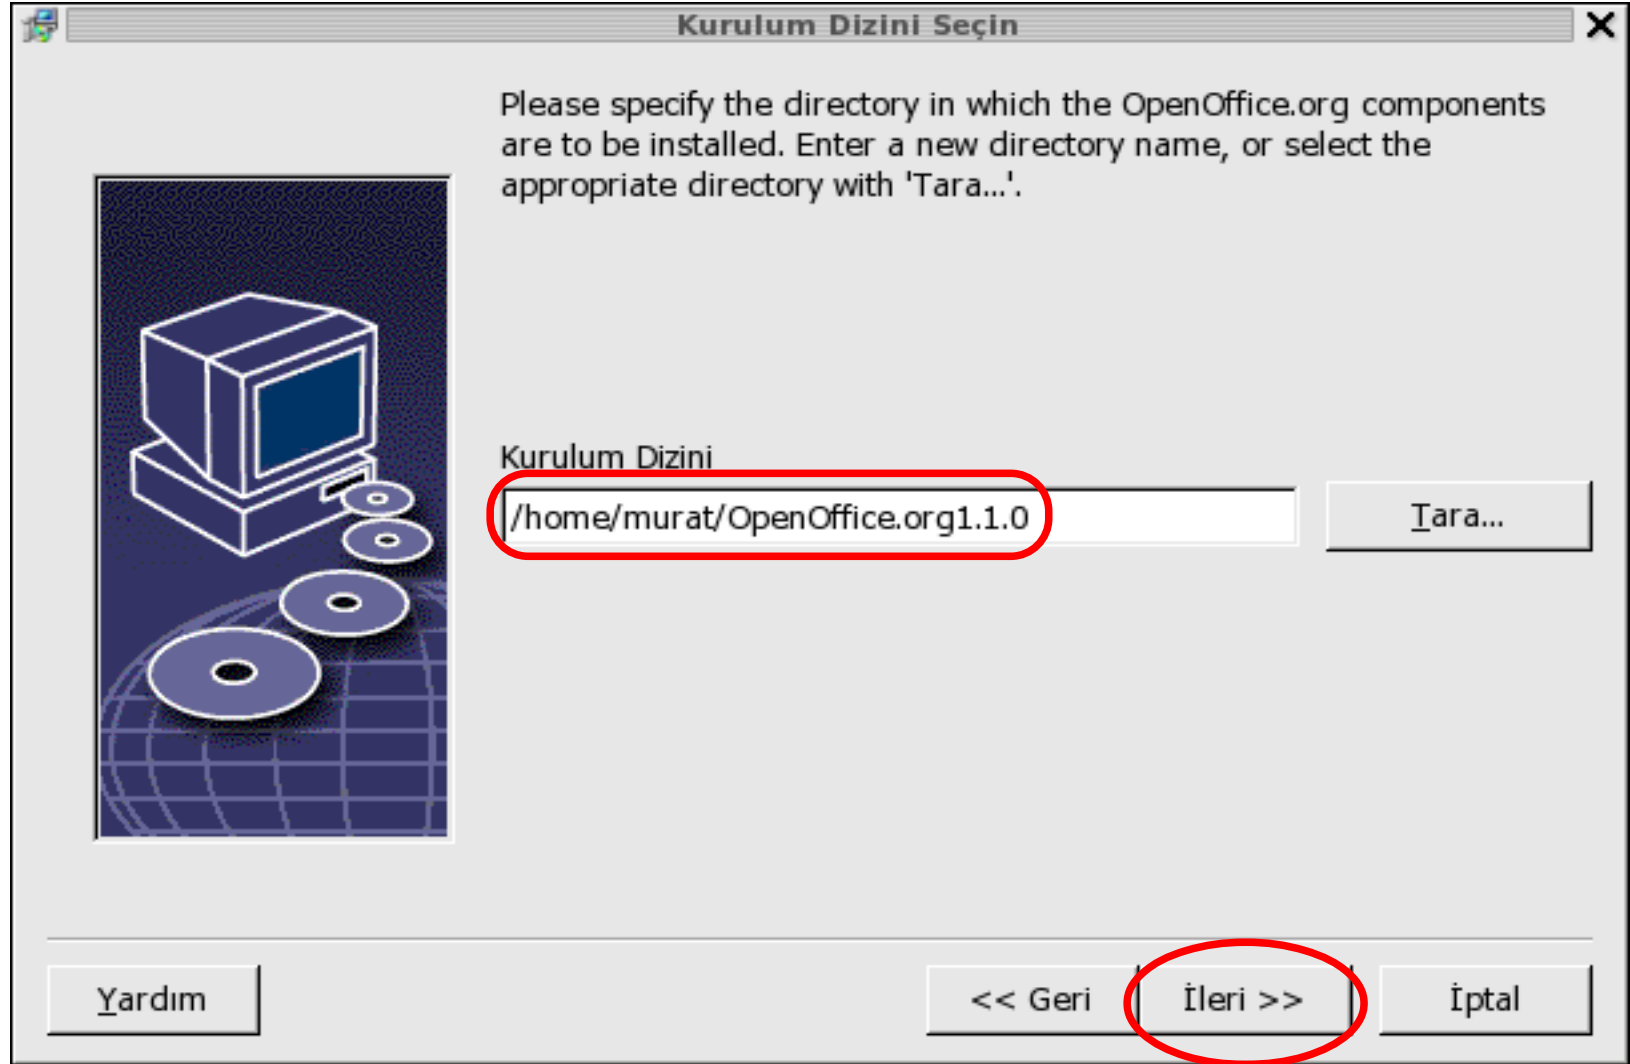 Kurulum Dizini Seçin
Please specify the directory in which the OpenOffice.org components
are to be installed. Enter a new directory name, or select the
appropriate directory with 'Tara...'.
Kurulum Dizini
/home/murat/OpenOffice.org1.1.0
Tara...
Yardım
<< Geri
İleri >>
İptal